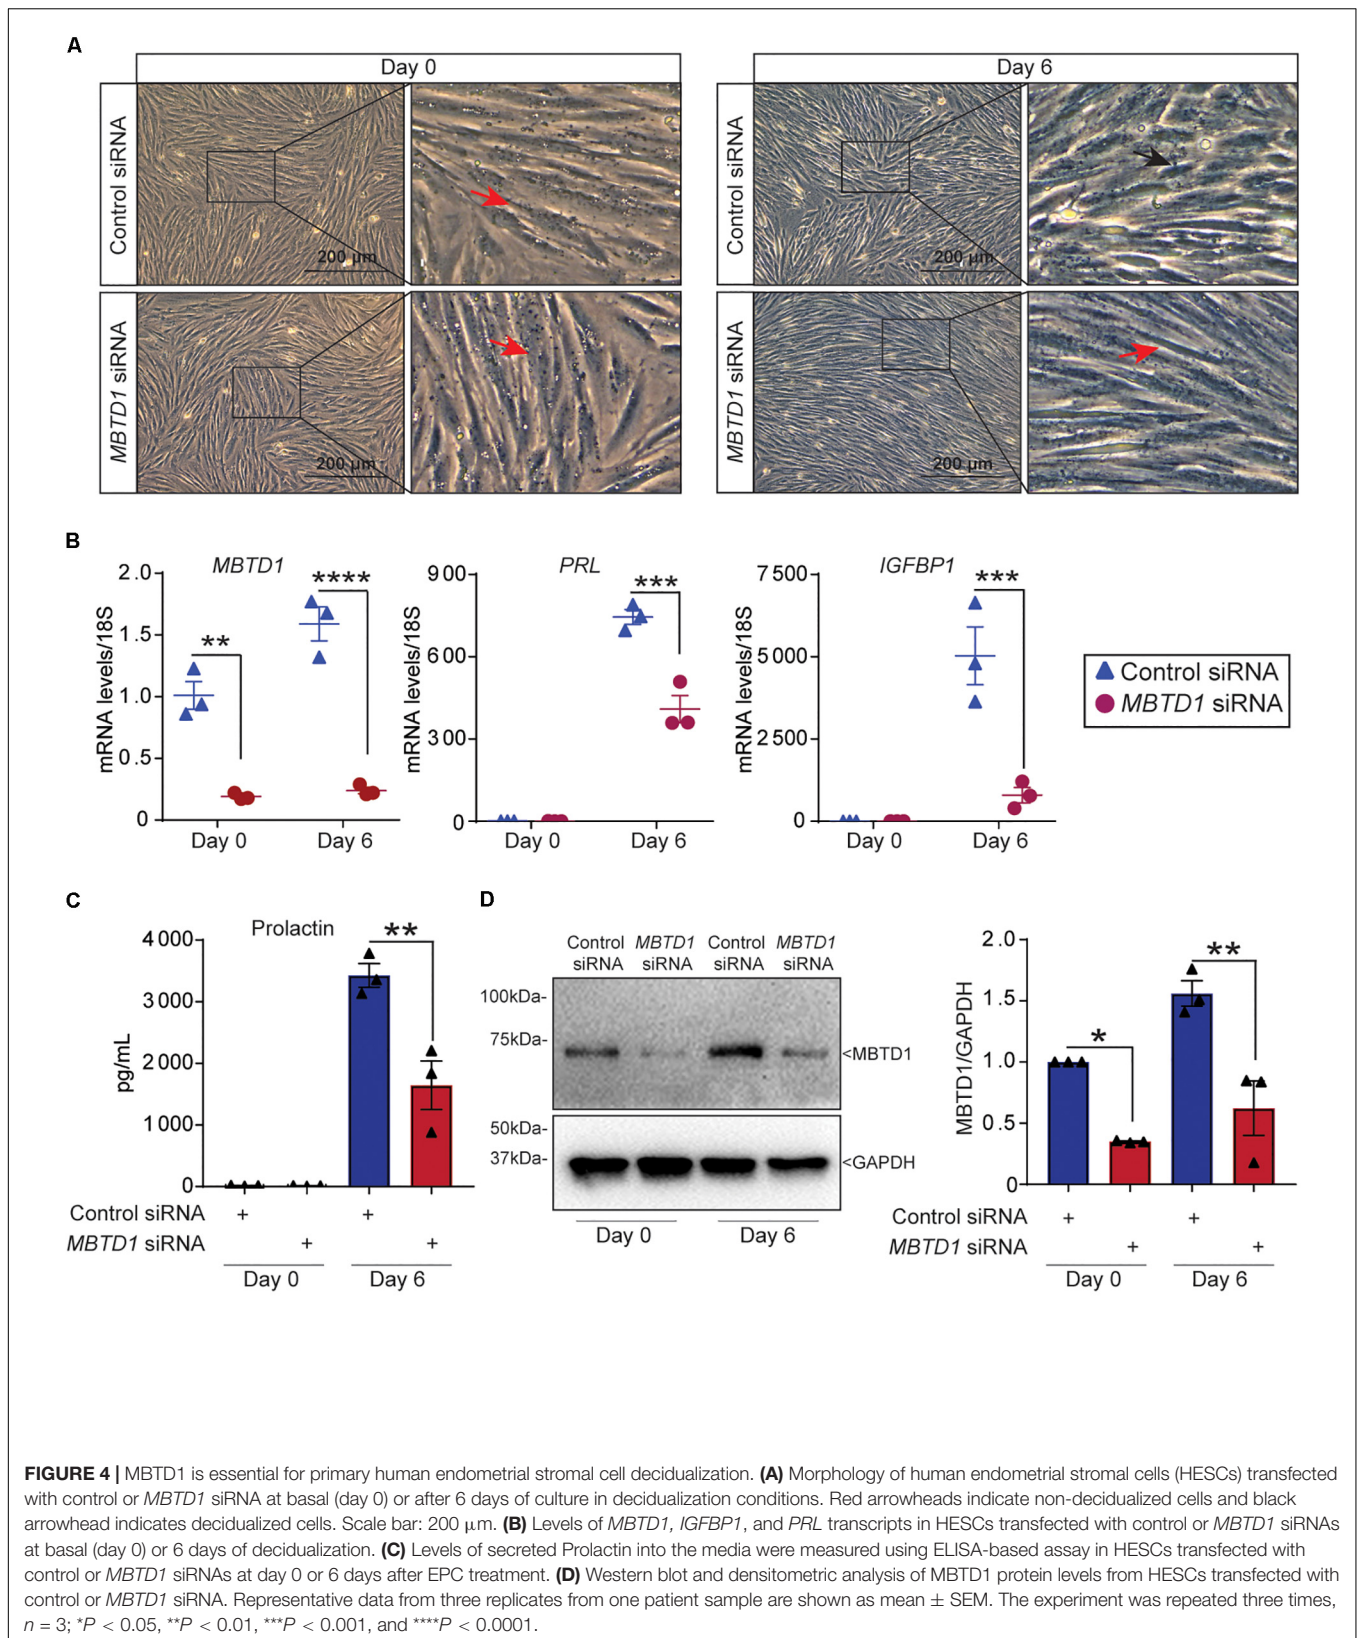 A
Day 0
Day 6
Control siRNA
200 µm
Control siRNA
200 µm
MBTD1 siRNA
200 µm
MBTD1 siRNA
200 µm
B
MBTD1
mRNA levels/18S
2.0
1.5
1.0
0.5
0
**
****
Day 0
Day 6
PRL
mRNA levels/18S
900
600
300
0
***
Day 0
Day 6
IGFBP1
mRNA levels/18S
7500
5000
2500
0
***
Day 0
Day 6
Control siRNA
MBTD1 siRNA
C
Prolactin
pg/mL
4000
3000
2000
1000
0
**
Control siRNA + +
MBTD1 siRNA + +
Day 0 Day 6
D
Control MBTD1 Control MBTD1
siRNA siRNA siRNA siRNA
100kDa-
75kDa-
<MBTD1
50kDa-
37kDa-
<GAPDH
Day 0 Day 6
MBTD1/GAPDH
2.0
1.5
1.0
0.5
0
*
**
Control siRNA + +
MBTD1 siRNA + +
Day 0 Day 6
FIGURE 4 | MBTD1 is essential for primary human endometrial stromal cell decidualization. (A) Morphology of human endometrial stromal cells (HESCs) transfected
with control or MBTD1 siRNA at basal (day 0) or after 6 days of culture in decidualization conditions. Red arrowheads indicate non-decidualized cells and black
arrowhead indicates decidualized cells. Scale bar: 200 µm. (B) Levels of MBTD1, IGFBP1, and PRL transcripts in HESCs transfected with control or MBTD1 siRNAs
at basal (day 0) or 6 days of decidualization. (C) Levels of secreted Prolactin into the media were measured using ELISA-based assay in HESCs transfected with
control or MBTD1 siRNAs at day 0 or 6 days after EPC treatment. (D) Western blot and densitometric analysis of MBTD1 protein levels from HESCs transfected with
control or MBTD1 siRNA. Representative data from three replicates from one patient sample are shown as mean ± SEM. The experiment was repeated three times,
n = 3; *P < 0.05, **P < 0.01, ***P < 0.001, and ****P < 0.0001.